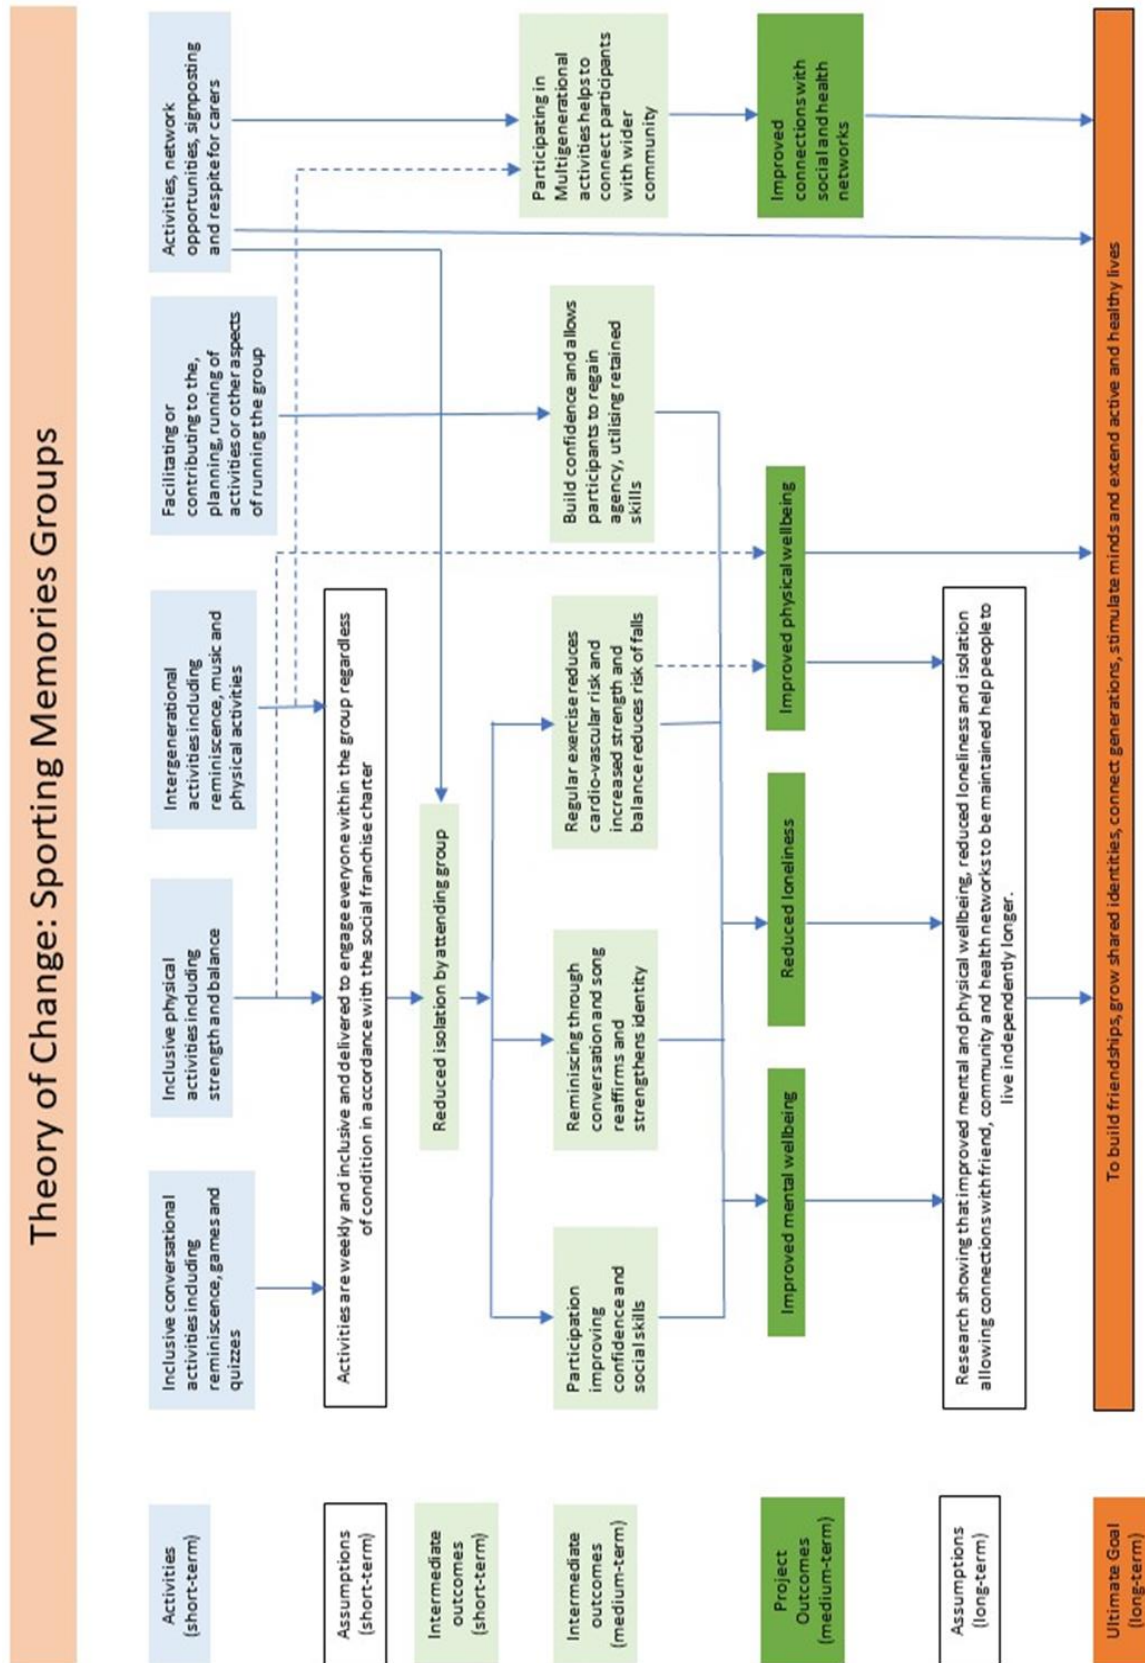 Theory of Change: Sporting Memories Groups
Activities
(short-term)
Inclusive conversational
activities including
reminiscence, games and
quizzes
Inclusive physical
activities including
strength and balance
Intergenerational
activities including
reminiscence, music and
physical activities
Facilitating or
contributing to the,
planning, running of
activities or other aspects
of running the group
Activities, network
opportunities, signposting
and respite for carers
Assumptions
(short-term)
Activities are weekly and inclusive and delivered to engage everyone within the group regardless
of condition in accordance with the social franchise charter
Intermediate
outcomes
(short-term)
Reduced isolation by attending group
Intermediate
outcomes
(medium-term)
Participation
improving
confidence and
social skills
Reminiscing through
conversation and song
reaffirms and
strengthens identity
Regular exercise reduces
cardio-vascular risk and
increased strength and
balance reduces risk of falls
Build confidence and allows
participants to regain
agency, utilising retained
skills
Participating in
Multigenerational
activities helps to
connect participants
with wider
community
Project
Outcomes
(medium-term)
Improved mental wellbeing
Reduced loneliness
Improved physical wellbeing
Improved
connections with
social and health
networks
Assumptions
(long-term)
Research showing that improved mental and physical wellbeing, reduced loneliness and isolation
allowing connections with friend, community and health networks to be maintained help people to
live independently longer.
Ultimate Goal
(long-term)
To build friendships, grow shared identities, connect generations, stimulate minds and extend active and healthy lives